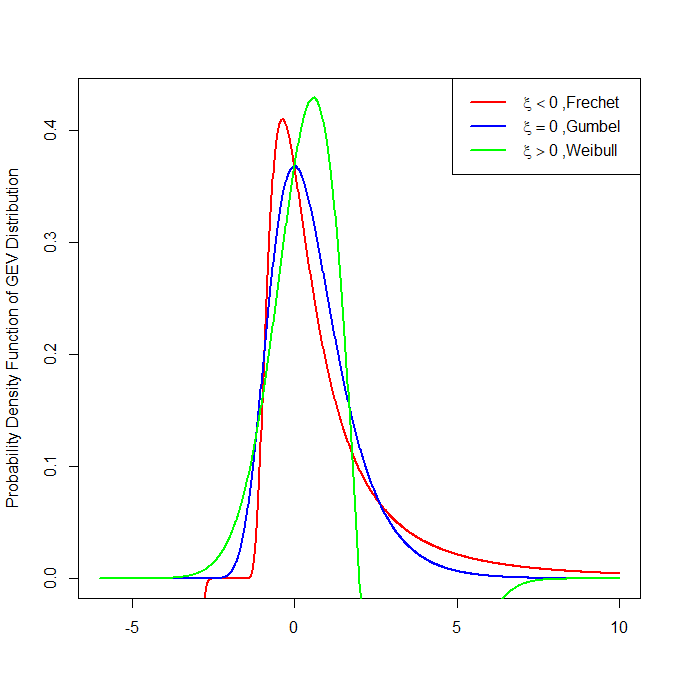 Probability Density Function of GEV Distribution
0.4
0.3
0.2
0.1
0.0
-5
0
5
10
ξ < 0 ,Frechet
ξ = 0 ,Gumbel
ξ > 0 ,Weibull